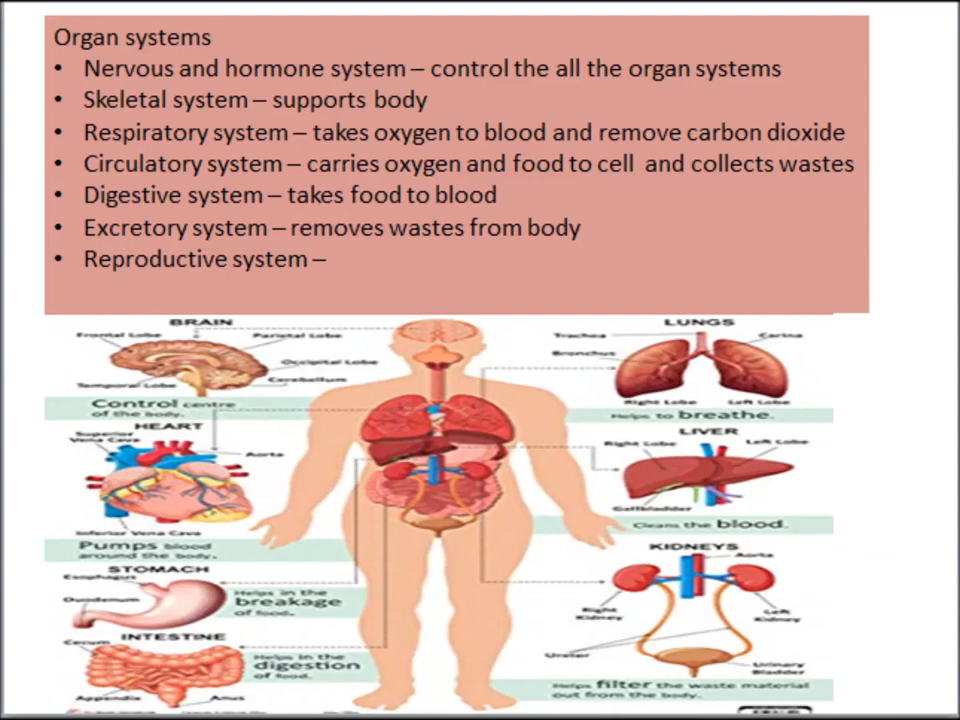 Organ systems
• Nervous and hormone system – control the all the organ systems
• Skeletal system – supports body
• Respiratory system – takes oxygen to blood and remove carbon dioxide
• Circulatory system – carries oxygen and food to cell and collects wastes
• Digestive system – takes food to blood
• Excretory system – removes wastes from body
• Reproductive system –
BRAIN
Frontal Lobe
Parietal Lobe
Occipital Lobe
Temporal Lobe
Cerebellum
Control centre
of the body.
HEART
Superior
Vena Cava
Aorta
Inferior Vena Cava
Pumps blood
around the body.
STOMACH
Esophagus
Duodenum
Helps in the
breakage
of food.
INTESTINE
Cecum
Helps in the
digestion
of food.
Appendix
Anus
LUNGS
Trachea
Carina
Bronchus
Right Lobe
Left Lobe
Helps to breathe.
LIVER
Right Lobe
Left Lobe
Gallbladder
Cleans the blood.
KIDNEYS
Aorta
Right
Kidney
Left
Kidney
Ureter
Urinary
Bladder
Helps filter the waste material
out from the body.